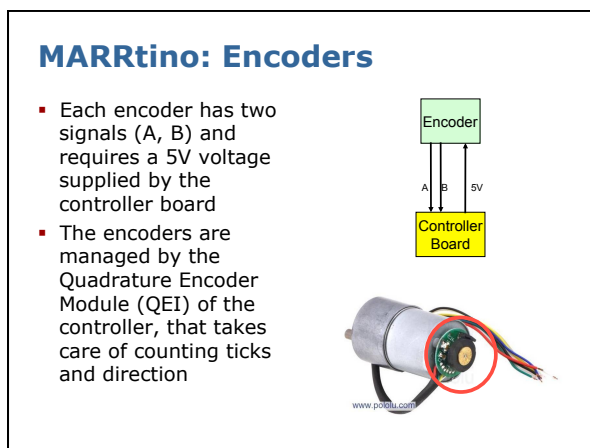 MARRtino: Encoders
▪ Each encoder has two
signals (A, B) and
requires a 5V voltage
supplied by the
controller board
▪ The encoders are
managed by the
Quadrature Encoder
Module (QEI) of the
controller, that takes
care of counting ticks
and direction
Encoder
A B 5V
Controller
Board
www.pololu.com